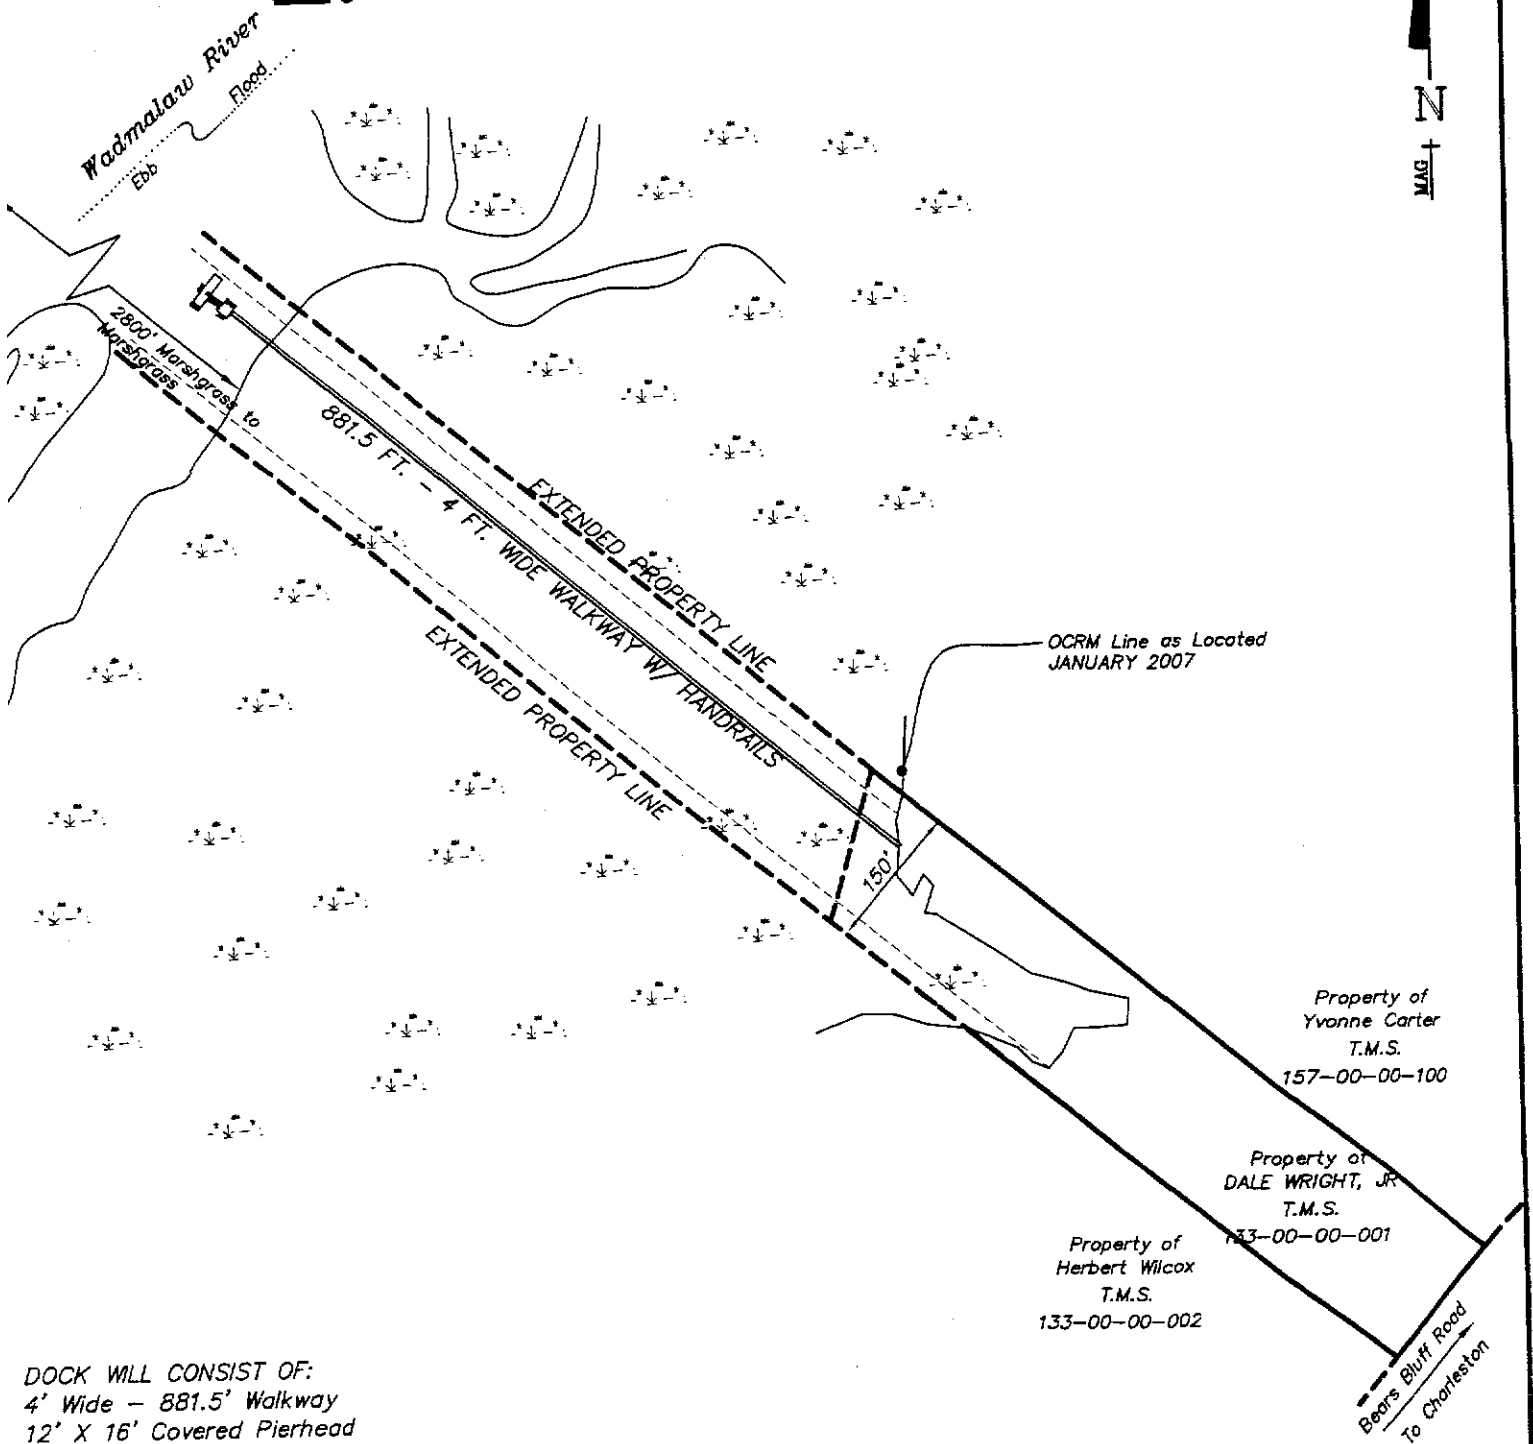 Wadmalaw River
Flood
Ebb
N
MAG
2800' Marshgrass to
Marshgrass
881.5 FT. - 4 FT. WIDE WALKWAY W/ HANDRAILS
EXTENDED PROPERTY LINE
EXTENDED PROPERTY LINE
OCRM Line as Located
JANUARY 2007
150'
Property of
Yvonne Carter
T.M.S.
157-00-00-100
Property of
DALE WRIGHT, JR
T.M.S.
133-00-00-001
Property of
Herbert Wilcox
T.M.S.
133-00-00-002
Bears Bluff Road
To Charleston
DOCK WILL CONSIST OF:
4' Wide - 881.5' Walkway
12' X 16' Covered Pierhead